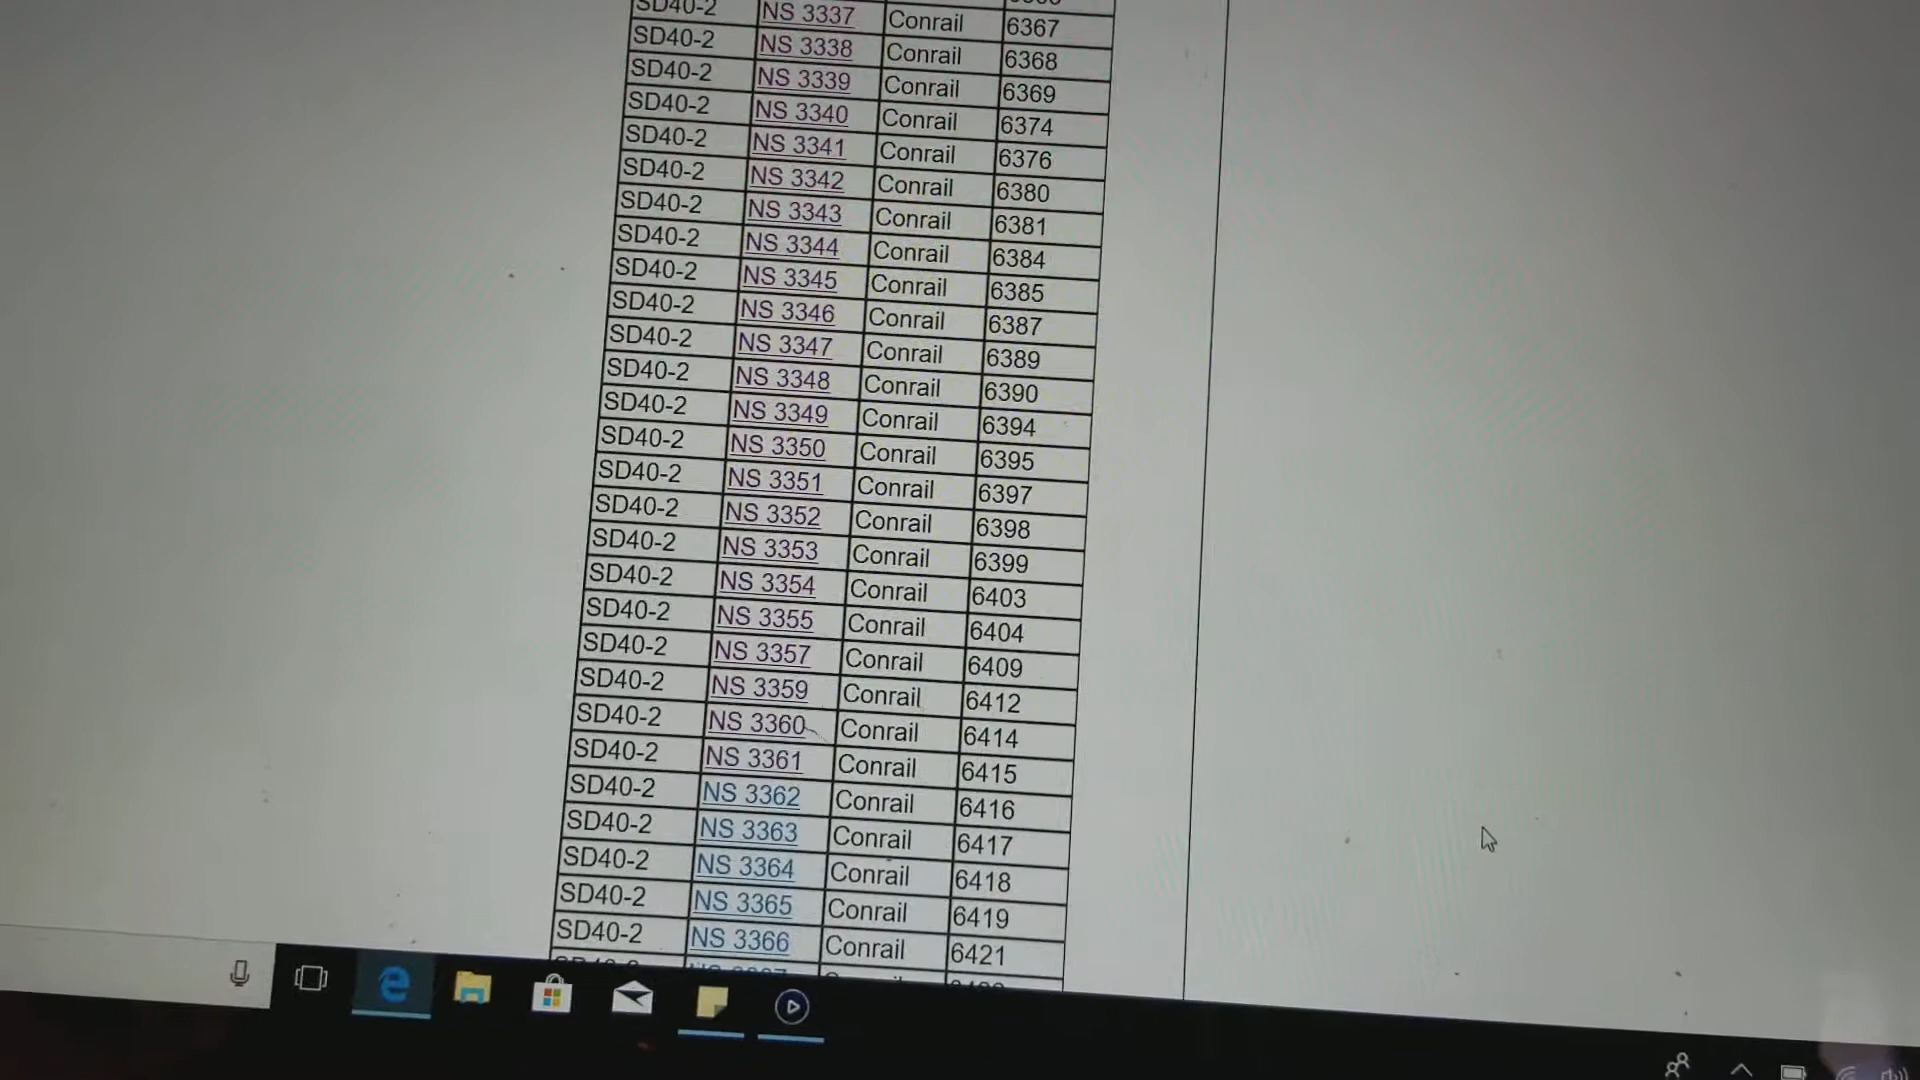 SD40-2 NS 3337 Conrail 6367
SD40-2 NS 3338 Conrail 6368
SD40-2 NS 3339 Conrail 6369
SD40-2 NS 3340 Conrail 6374
SD40-2 NS 3341 Conrail 6376
SD40-2 NS 3342 Conrail 6380
SD40-2 NS 3343 Conrail 6381
SD40-2 NS 3344 Conrail 6384
SD40-2 NS 3345 Conrail 6385
SD40-2 NS 3346 Conrail 6387
SD40-2 NS 3347 Conrail 6389
SD40-2 NS 3348 Conrail 6390
SD40-2 NS 3349 Conrail 6394
SD40-2 NS 3350 Conrail 6395
SD40-2 NS 3351 Conrail 6397
SD40-2 NS 3352 Conrail 6398
SD40-2 NS 3353 Conrail 6399
SD40-2 NS 3354 Conrail 6403
SD40-2 NS 3355 Conrail 6404
SD40-2 NS 3357 Conrail 6409
SD40-2 NS 3359 Conrail 6412
SD40-2 NS 3360 Conrail 6414
SD40-2 NS 3361 Conrail 6415
SD40-2 NS 3362 Conrail 6416
SD40-2 NS 3363 Conrail 6417
SD40-2 NS 3364 Conrail 6418
SD40-2 NS 3365 Conrail 6419
SD40-2 NS 3366 Conrail 6421